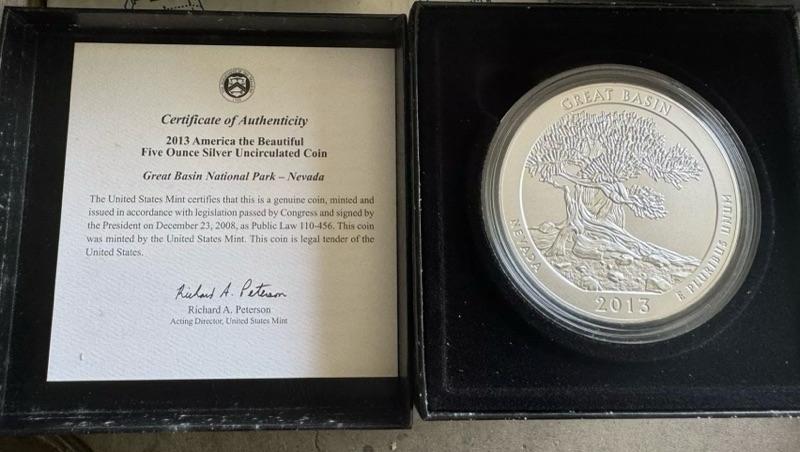 Certificate of Authenticity
2013 America the Beautiful
Five Ounce Silver Uncirculated Coin
Great Basin National Park – Nevada
The United States Mint certifies that this is a genuine coin, minted and
issued in accordance with legislation passed by Congress and signed by
the President on December 23, 2008, as Public Law 110-456. This coin
was minted by the United States Mint. This coin is legal tender of the
United States.
Richard A. Peterson
Richard A. Peterson
Acting Director, United States Mint
GREAT BASIN
NEVADA
2013
E PLURIBUS UNUM